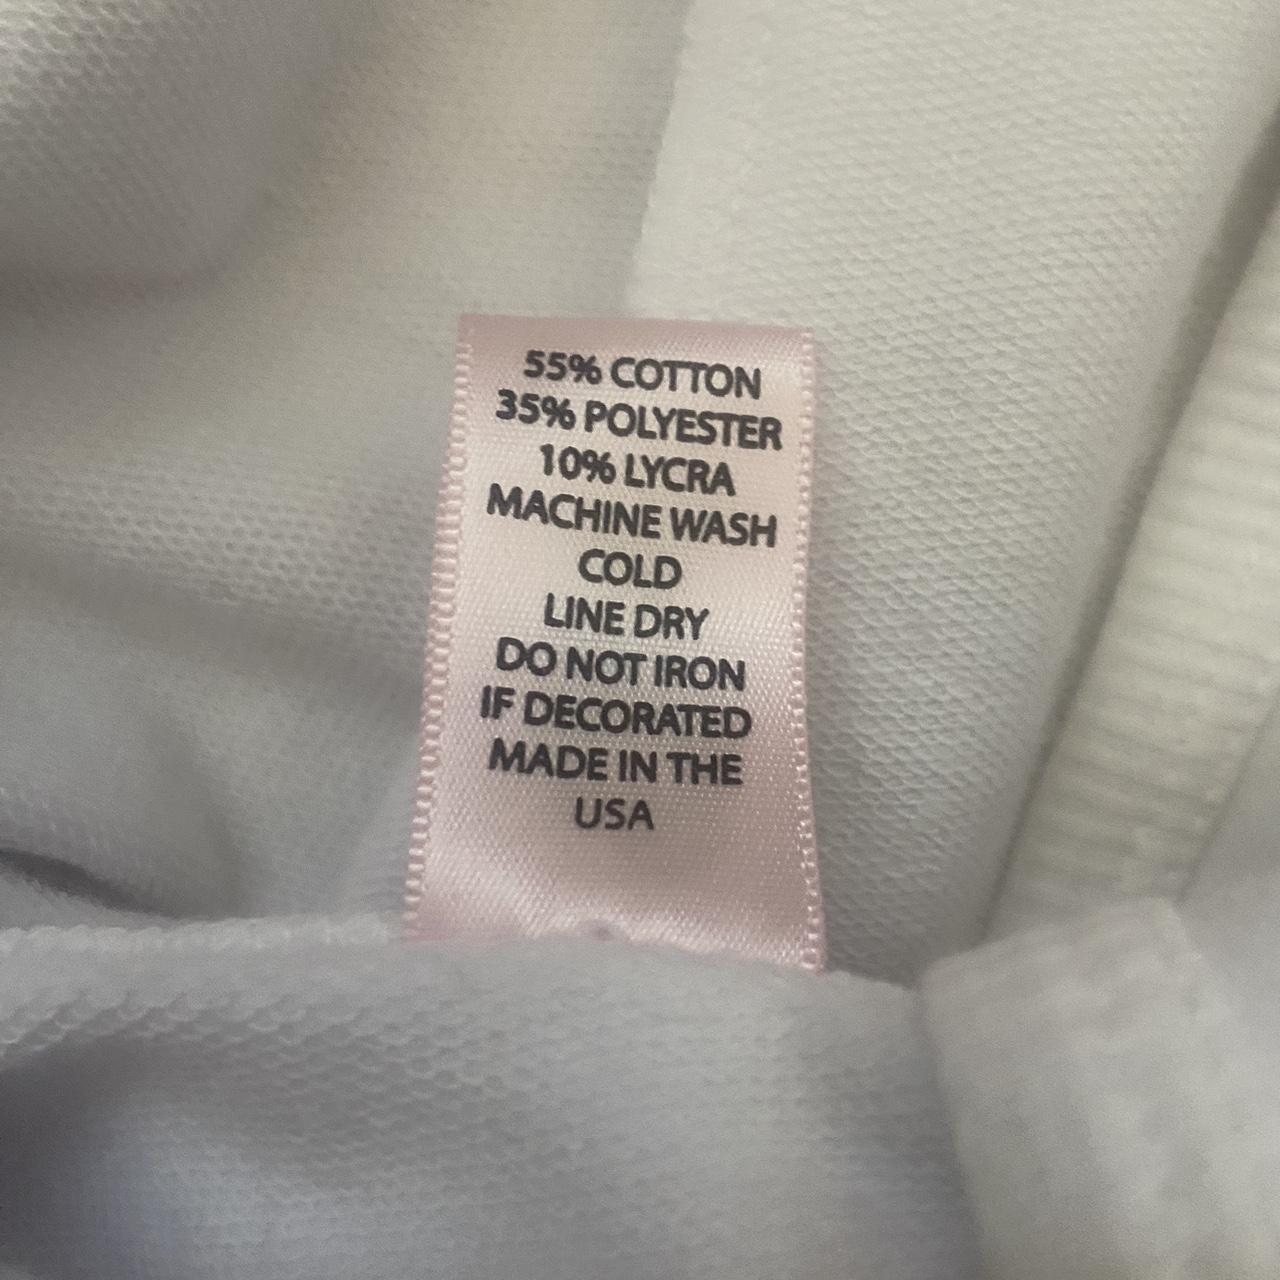 55% COTTON
35% POLYESTER
10% LYCRA
MACHINE WASH
COLD
LINE DRY
DO NOT IRON
IF DECORATED
MADE IN THE
USA